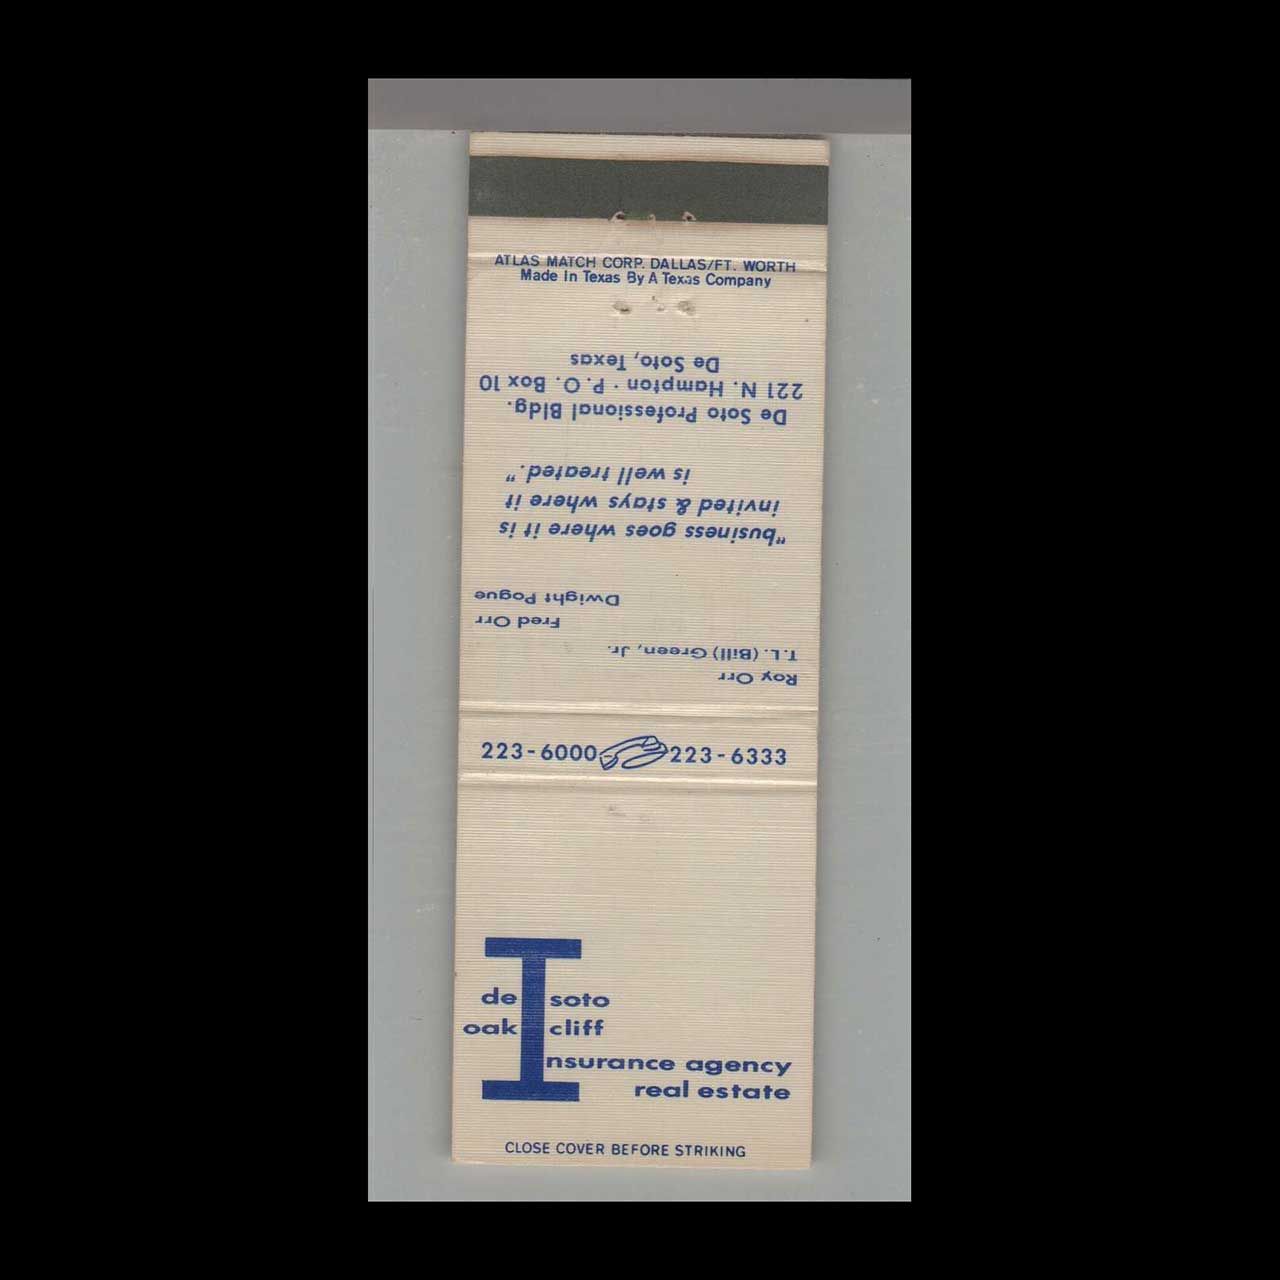 ATLAS MATCH CORP. DALLAS/FT. WORTH
Made In Texas By A Texas Company
Roy Orr
T.L. (Bill) Green, Jr.
Fred Orr
Dwight Pogue
"business goes where it is
invited & stays where it
is well treated."
De Soto Professional Bldg.
221 N. Hampton · P.O. Box 10
De Soto, Texas
223-6000 223-6333
de soto
oak cliff
Insurance agency
real estate
CLOSE COVER BEFORE STRIKING